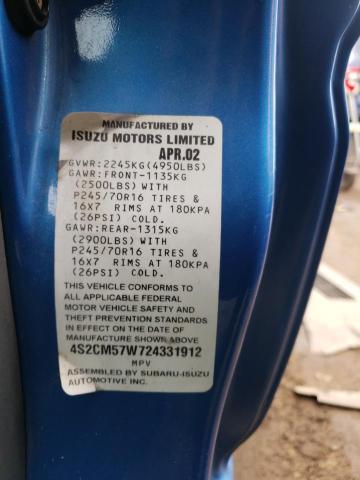 MANUFACTURED BY
ISUZU MOTORS LIMITED
APR.02
GVWR:2245KG(4950LBS)
GAWR:FRONT-1135KG
(2500LBS) WITH
P245/70R16 TIRES &
16X7 RIMS AT 180KPA
(26PSI) COLD.
GAWR:REAR-1315KG
(2900LBS) WITH
P245/70R16 TIRES &
16X7 RIMS AT 180KPA
(26PSI) COLD.
THIS VEHICLE CONFORMS TO
ALL APPLICABLE FEDERAL
MOTOR VEHICLE SAFETY AND
THEFT PREVENTION STANDARDS
IN EFFECT ON THE DATE OF
MANUFACTURE SHOWN ABOVE
4S2CM57W724331912
MPV
ASSEMBLED BY SUBARU-ISUZU
AUTOMOTIVE INC.